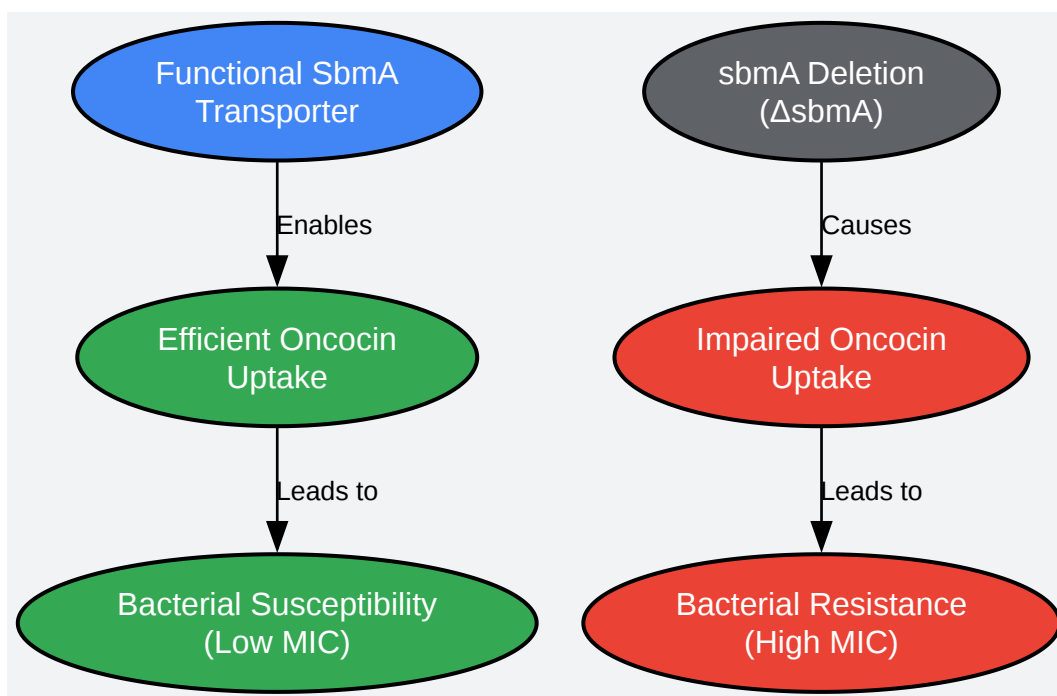 Functional SbmA
Transporter
Enables
Efficient Oncocin
Uptake
Leads to
Bacterial Susceptibility
(Low MIC)
sbmA Deletion
(ΔsbmA)
Causes
Impaired Oncocin
Uptake
Leads to
Bacterial Resistance
(High MIC)